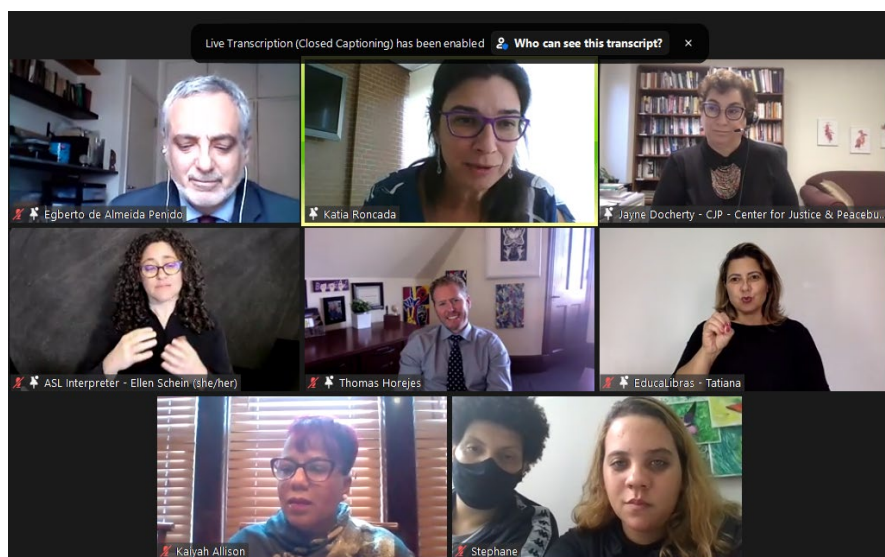 Live Transcription (Closed Captioning) has been enabled Who can see this transcript? ×
Egberto de Almeida Penido
Katia Roncada
Jayne Docherty - CJP - Center for Justice & Peacebu...
ASL Interpreter - Ellen Schein (she/her)
Thomas Horejes
EducaLibras - Tatiana
Kaiyah Allison
Stephane